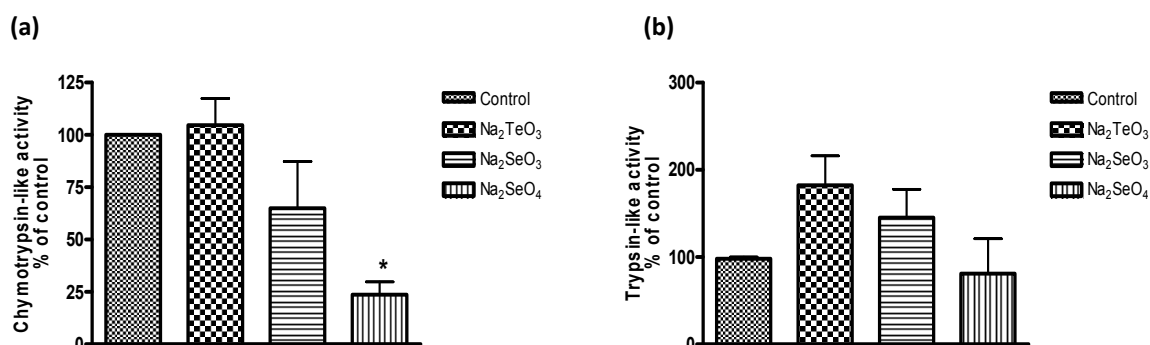 (a)
Chymotrypsin-like activity
% of control
125
100
75
50
25
0
*
Control
Na₂TeO₃
Na₂SeO₃
Na₂SeO₄
(b)
Trypsin-like activity
% of control
300
200
100
0
Control
Na₂TeO₃
Na₂SeO₃
Na₂SeO₄